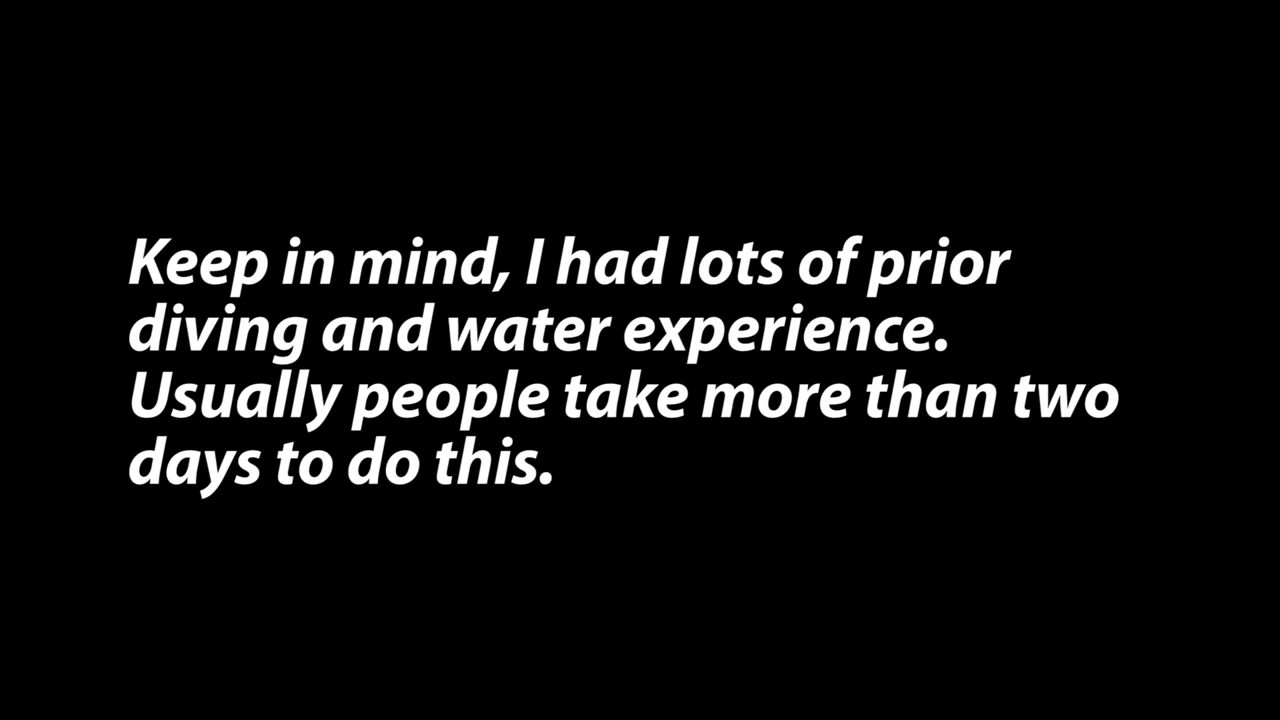 Keep in mind, I had lots of prior
diving and water experience.
Usually people take more than two
days to do this.